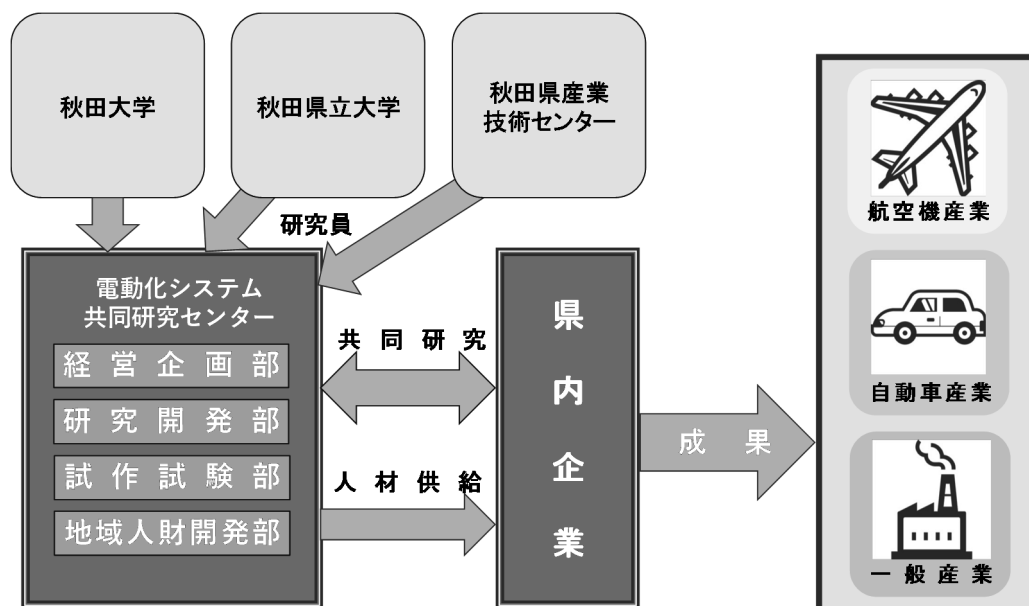 秋田大学
秋田県立大学
秋田県産業
技術センター
研究員
電動化システム
共同研究センター
経営企画部
研究開発部
試作試験部
地域人財開発部
共同研究
人材供給
県内企業
成果
航空機産業
自動車産業
一般産業